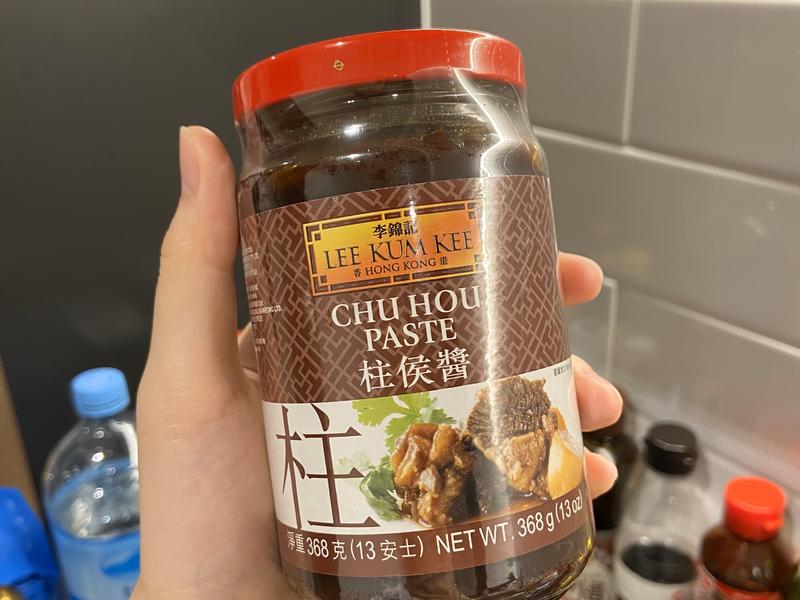 李錦記
LEE KUM KEE
香 HONG KONG 港
CHU HOU
PASTE
柱侯醬
柱
淨重 368 克 (13 安士) NET WT. 368 g (13 oz)